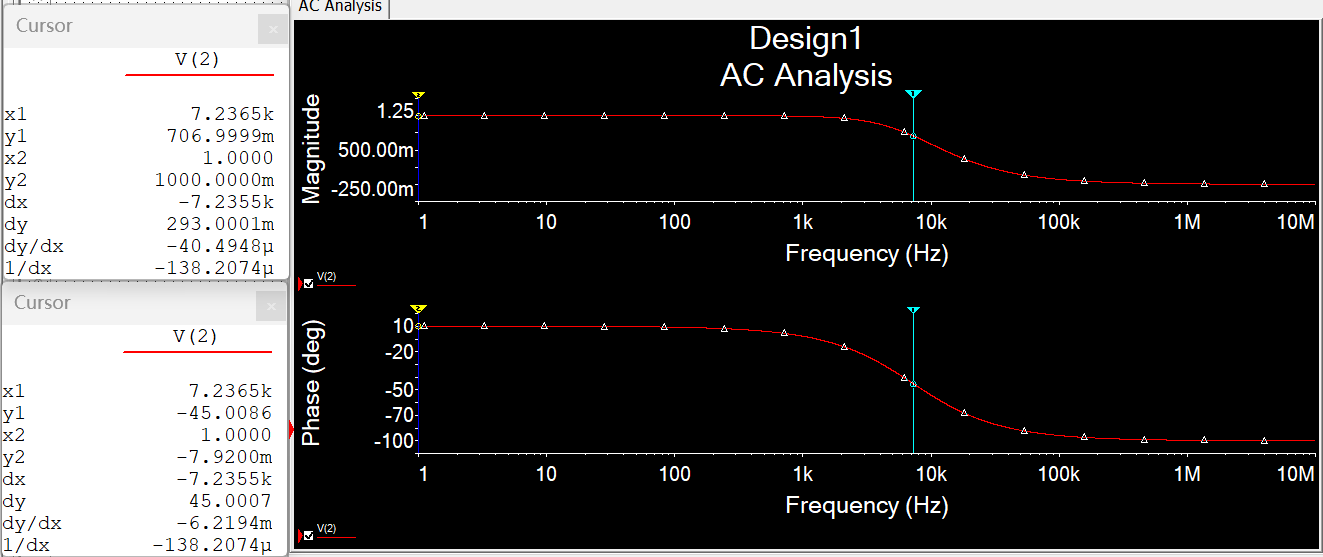 AC Analysis
Cursor
V(2)
x1 7.2365k
y1 706.9999m
x2 1.0000
y2 1000.0000m
dx -7.2355k
dy 293.0001m
dy/dx -40.4948µ
1/dx -138.2074µ
Cursor
V(2)
x1 7.2365k
y1 -45.0086
x2 1.0000
y2 -7.9200m
dx -7.2355k
dy 45.0007
dy/dx -6.2194m
1/dx -138.2074µ
Design1
AC Analysis
Magnitude
1.25
500.00m
-250.00m
1 10 100 1k 10k 100k 1M 10M
Frequency (Hz)
V(2)
Phase (deg)
10
-20
-50
-70
-100
1 10 100 1k 10k 100k 1M 10M
Frequency (Hz)
V(2)